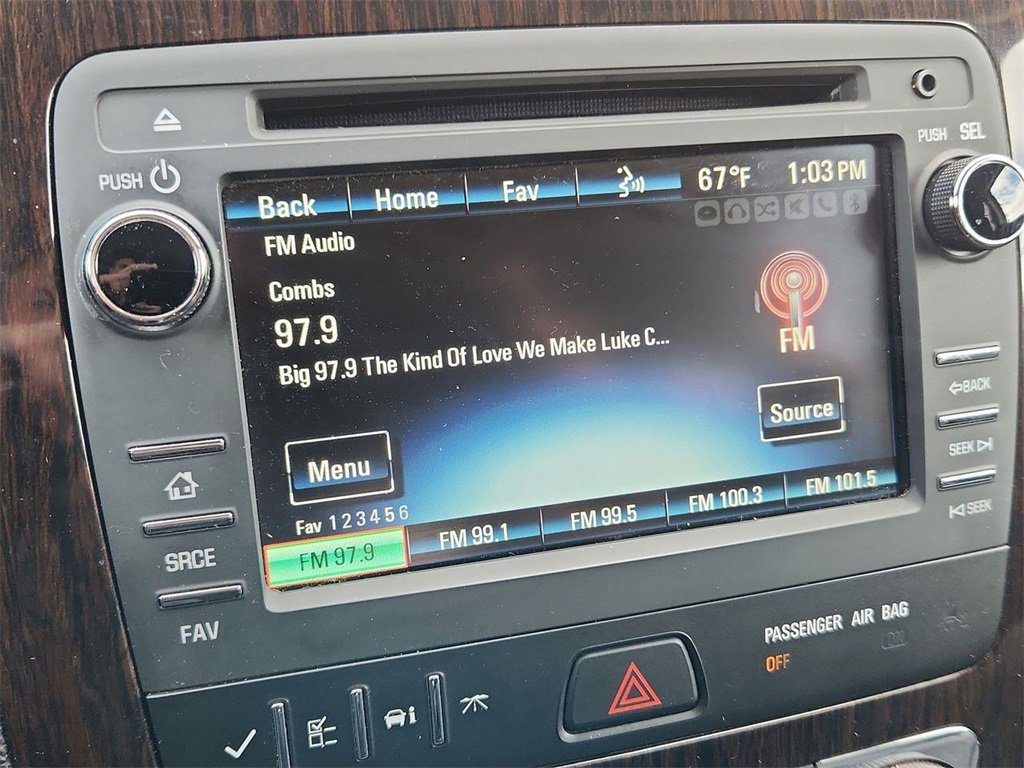 PUSH
PUSH SEL
Back Home Fav 67°F 1:03 PM
FM Audio
Combs
97.9
Big 97.9 The Kind Of Love We Make Luke C...
FM
Menu
Source
Fav 1 2 3 4 5 6
FM 97.9 FM 99.1 FM 99.5 FM 100.3 FM 101.5
BACK
SEEK
SEEK
SRCE
FAV
PASSENGER AIR BAG
OFF ON
i